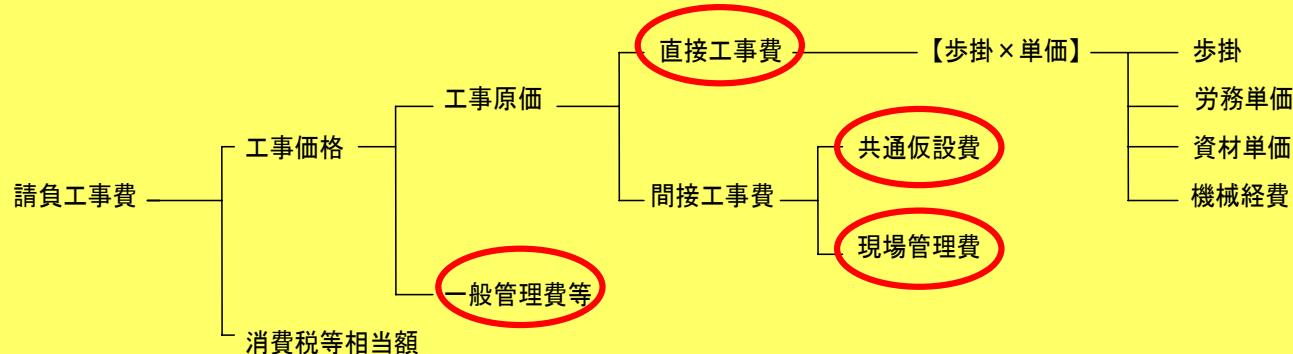 直接工事費
【歩掛×単価】
歩掛
工事原価
労務単価
工事価格
共通仮設費
資材単価
請負工事費
間接工事費
機械経費
現場管理費
一般管理費等
消費税等相当額